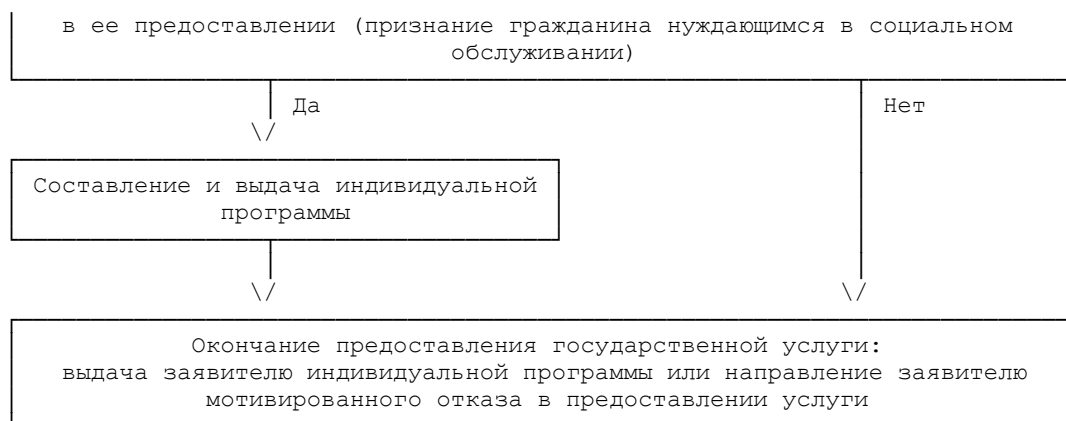 в ее предоставлении (признание гражданина нуждающимся в социальном
обслуживании)
Да
Нет
Составление и выдача индивидуальной
программы
Окончание предоставления государственной услуги:
выдача заявителю индивидуальной программы или направление заявителю
мотивированного отказа в предоставлении услуги